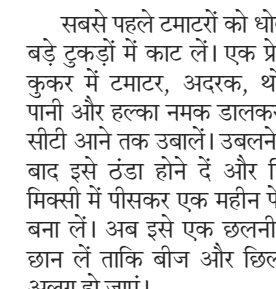 सबसे पहले टमाटरों को धो
बड़े टुकड़ों में काट लें। एक प्रे
कुकर में टमाटर, अदरक, थो
पानी और हल्का नमक डालकर
सीटी आने तक उबालें। उबलने
बाद इसे ठंडा होने दें और
मिक्सी में पीसकर एक महीन पे
बना लें। अब इसे एक छलनी
छान लें ताकि बीज और छिल
अलग हो जाएं।